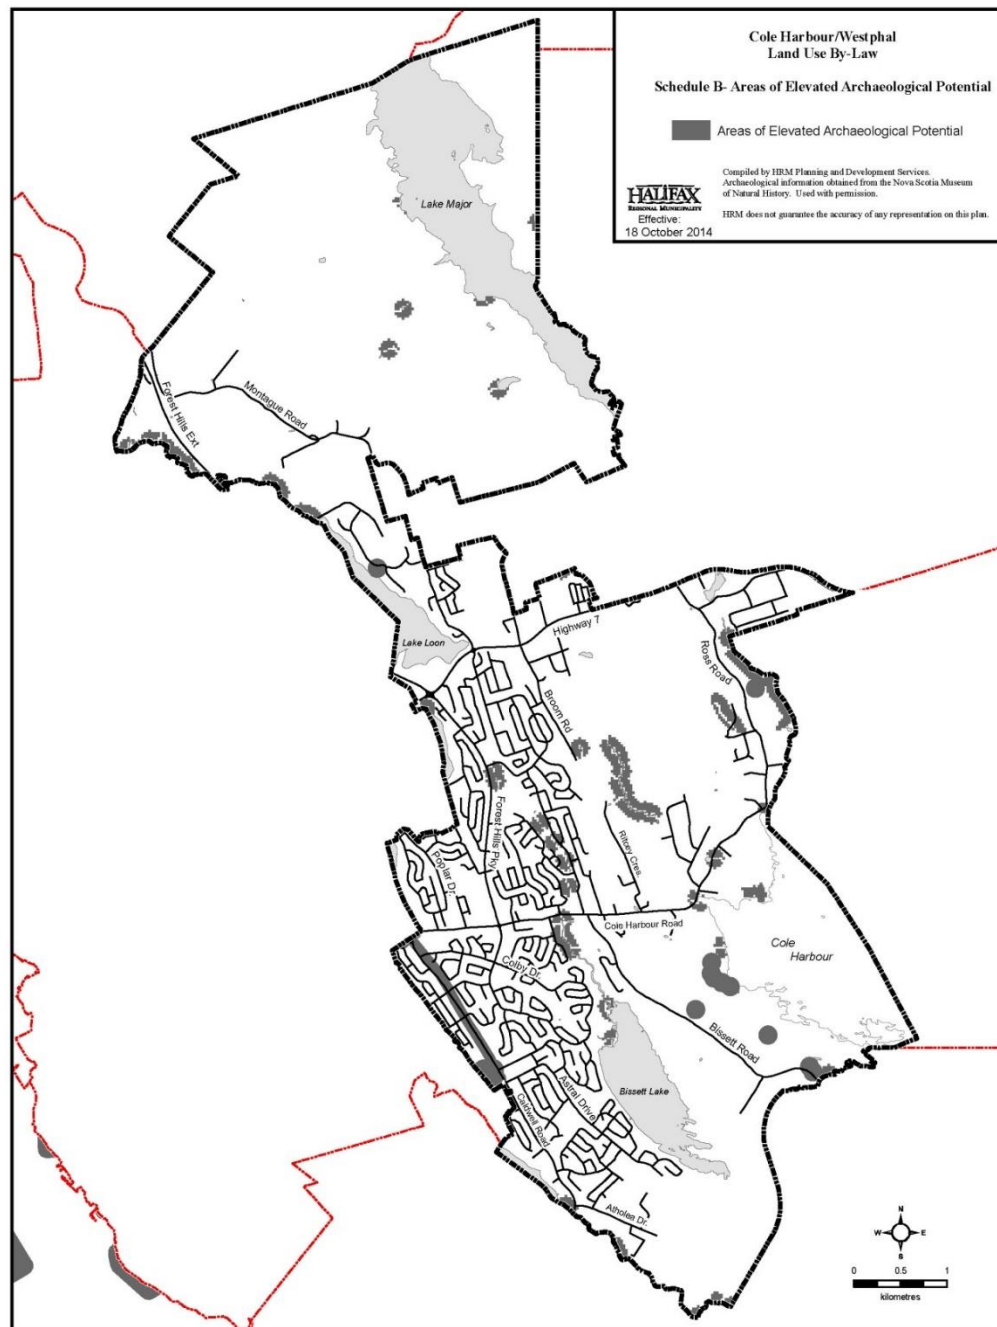 Cole Harbour/Westphal
Land Use By-Law
Schedule B- Areas of Elevated Archaeological Potential
Areas of Elevated Archaeological Potential
HALIFAX
REGIONAL MUNICIPALITY
Effective:
18 October 2014
Compiled by HRM Planning and Development Services.
Archaeological information obtained from the Nova Scotia Museum
of Natural History. Used with permission.
HRM does not guarantee the accuracy of any representation on this plan.
Lake Major
Forest Hills Ext
Montague Road
Lake Loon
Highway 7
Ross Road
Broom Rd
Forest Hills Pky
Poplar Dr.
Ritcey Cres.
Cole Harbour Road
Cole
Harbour
Colby Dr.
Bissett Road
Bissett Lake
Astral Drive
Caldwell Road
Atholea Dr.
N
W E
S
0 0.5 1
kilometres